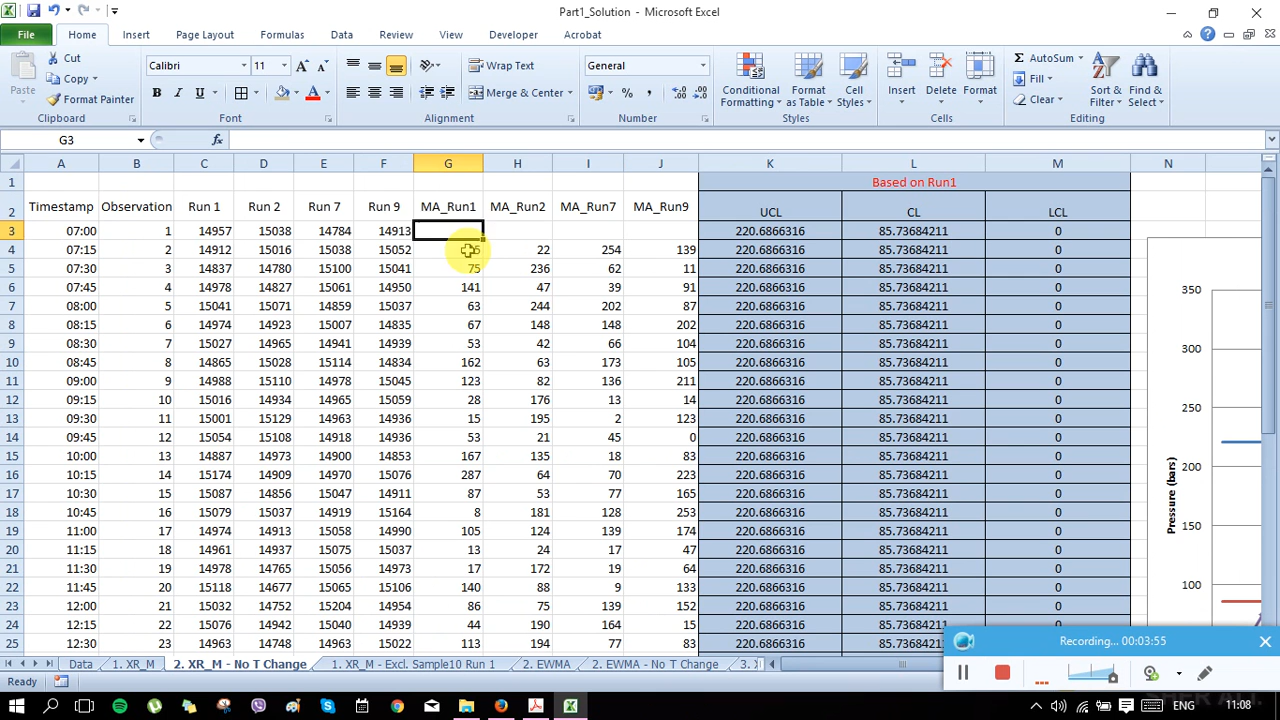 Part1_Solution - Microsoft Excel
File Home Insert Page Layout Formulas Data Review View Developer Acrobat
Cut
Copy
Format Painter
Paste
Clipboard
Calibri 11
B I U
Font
Wrap Text
Merge & Center
Alignment
General
Number
Conditional Formatting
Format as Table
Cell Styles
Styles
Insert Delete Format
Cells
AutoSum
Fill
Clear
Sort & Filter
Find & Select
Editing
G3 fx
A B C D E F G H I J K L M N
1 Based on Run1
2 Timestamp Observation Run 1 Run 2 Run 7 Run 9 MA_Run1 MA_Run2 MA_Run7 MA_Run9 UCL CL LCL
3 07:00 1 14957 15038 14784 14913 220.6866316 85.73684211 0
4 07:15 2 14912 15016 15038 15052 22 254 139 220.6866316 85.73684211 0
5 07:30 3 14837 14780 15100 15041 75 236 62 11 220.6866316 85.73684211 0
6 07:45 4 14978 14827 15061 14950 141 47 39 91 220.6866316 85.73684211 0
7 08:00 5 15041 15071 14859 15037 63 244 202 87 220.6866316 85.73684211 0
8 08:15 6 14974 14923 15007 14835 67 148 148 202 220.6866316 85.73684211 0
9 08:30 7 15027 14965 14941 14939 53 42 66 104 220.6866316 85.73684211 0
10 08:45 8 14865 15028 15114 14834 162 63 173 105 220.6866316 85.73684211 0
11 09:00 9 14988 15110 14978 15045 123 82 136 211 220.6866316 85.73684211 0
12 09:15 10 15016 14934 14965 15059 28 176 13 14 220.6866316 85.73684211 0
13 09:30 11 15001 15129 14963 14936 15 195 2 123 220.6866316 85.73684211 0
14 09:45 12 15054 15108 14918 14936 53 21 45 0 220.6866316 85.73684211 0
15 10:00 13 14887 14973 14900 14853 167 135 18 83 220.6866316 85.73684211 0
16 10:15 14 15174 14909 14970 15076 287 64 70 223 220.6866316 85.73684211 0
17 10:30 15 15087 14856 15047 14911 87 53 77 165 220.6866316 85.73684211 0
18 10:45 16 15079 15037 14919 15164 8 181 128 253 220.6866316 85.73684211 0
19 11:00 17 14974 14913 15058 14990 105 124 139 174 220.6866316 85.73684211 0
20 11:15 18 14961 14937 15075 15037 13 24 17 47 220.6866316 85.73684211 0
21 11:30 19 14978 14765 15056 15101 17 172 19 64 220.6866316 85.73684211 0
22 11:45 20 15118 14677 15065 15106 140 88 9 133 220.6866316 85.73684211 0
23 12:00 21 15032 14752 15204 14954 86 75 139 152 220.6866316 85.73684211 0
24 12:15 22 15076 14942 15040 14939 44 190 164 15 220.6866316 85.73684211 0
25 12:30 23 14963 14748 14963 15022 113 194 77 83
350
300
250
200
150
100
Pressure (bars)
Recording... 00:03:55
Data 1. XR_M 2. XR_M - No T Change 1. XR_M - Excl. Sample10 Run 1 2. EWMA 2. EWMA - No T Change 3.
Ready
ENG 11:08